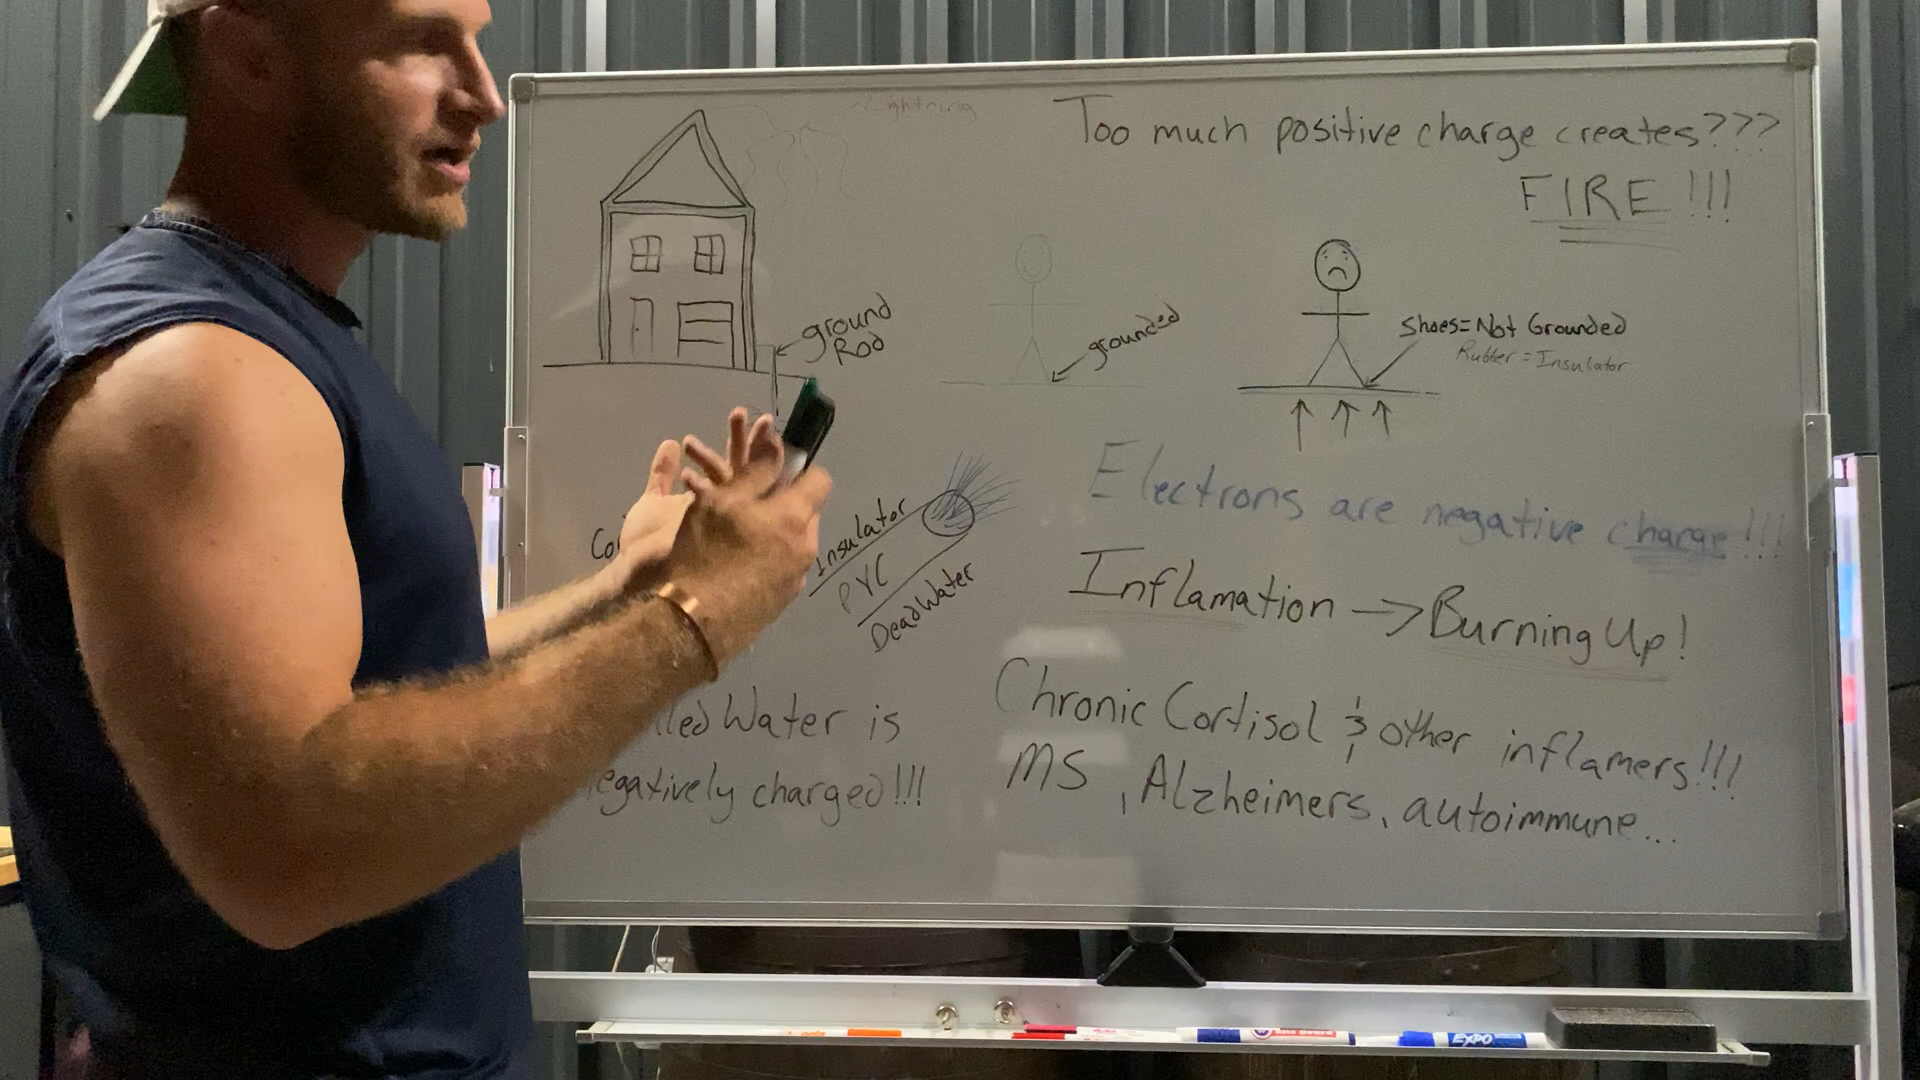 Lightning
Too much positive charge creates???
FIRE!!!
ground
Rod
grounded
Shoes=Not Grounded
Rubber = Insulator
Electrons are negative charge!!!
Insulator
PVC
Dead Water
Inflamation → Burning Up!
Water is
egatively charged!!!
Chronic Cortisol & other inflamers!!!
MS, Alzheimers, autoimmune...
EXPO